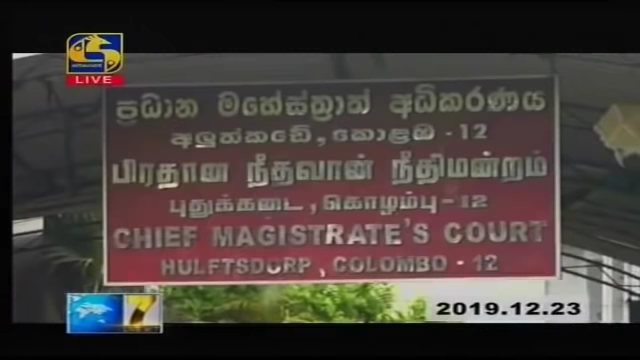 LIVE
ප්‍රධාන මහේස්ත්‍රාත් අධිකරණය
අලුත්කඩේ, කොළඹ - 12
பிரதான நீதவான் நீதிமன்றம்
புதுக்கடை, கொழும்பு - 12
CHIEF MAGISTRATE'S COURT
HULFTSDORP, COLOMBO - 12
7
2019.12.23